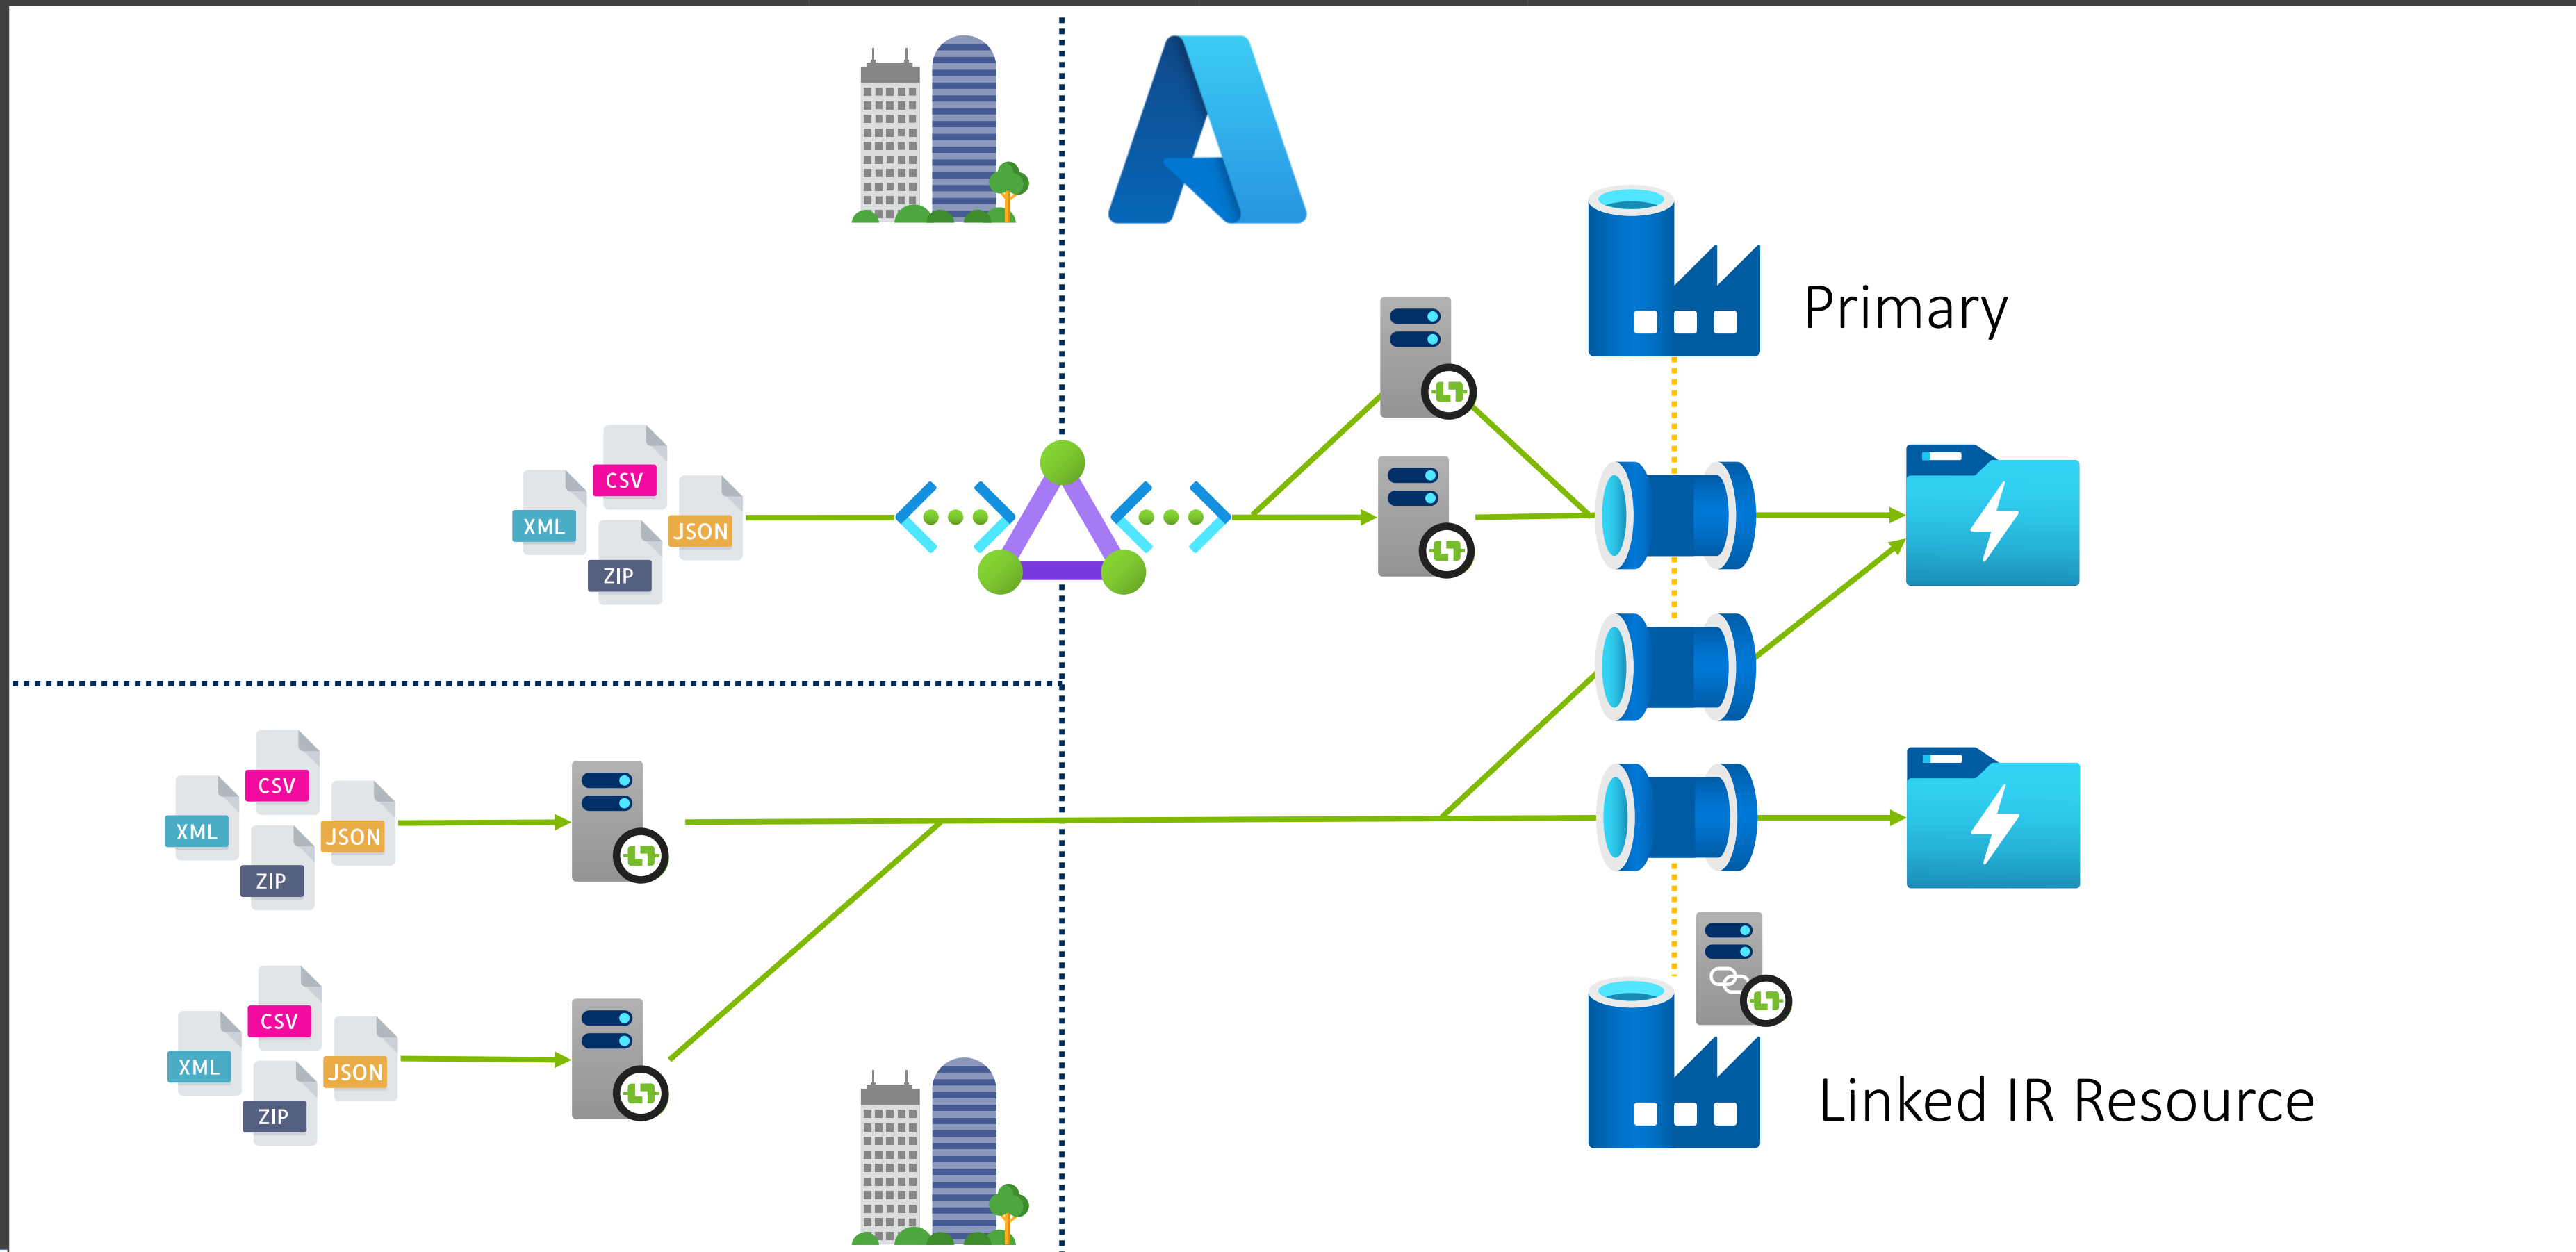 Primary
CSV
XML
JSON
ZIP
CSV
XML
JSON
ZIP
CSV
XML
JSON
ZIP
Linked IR Resource